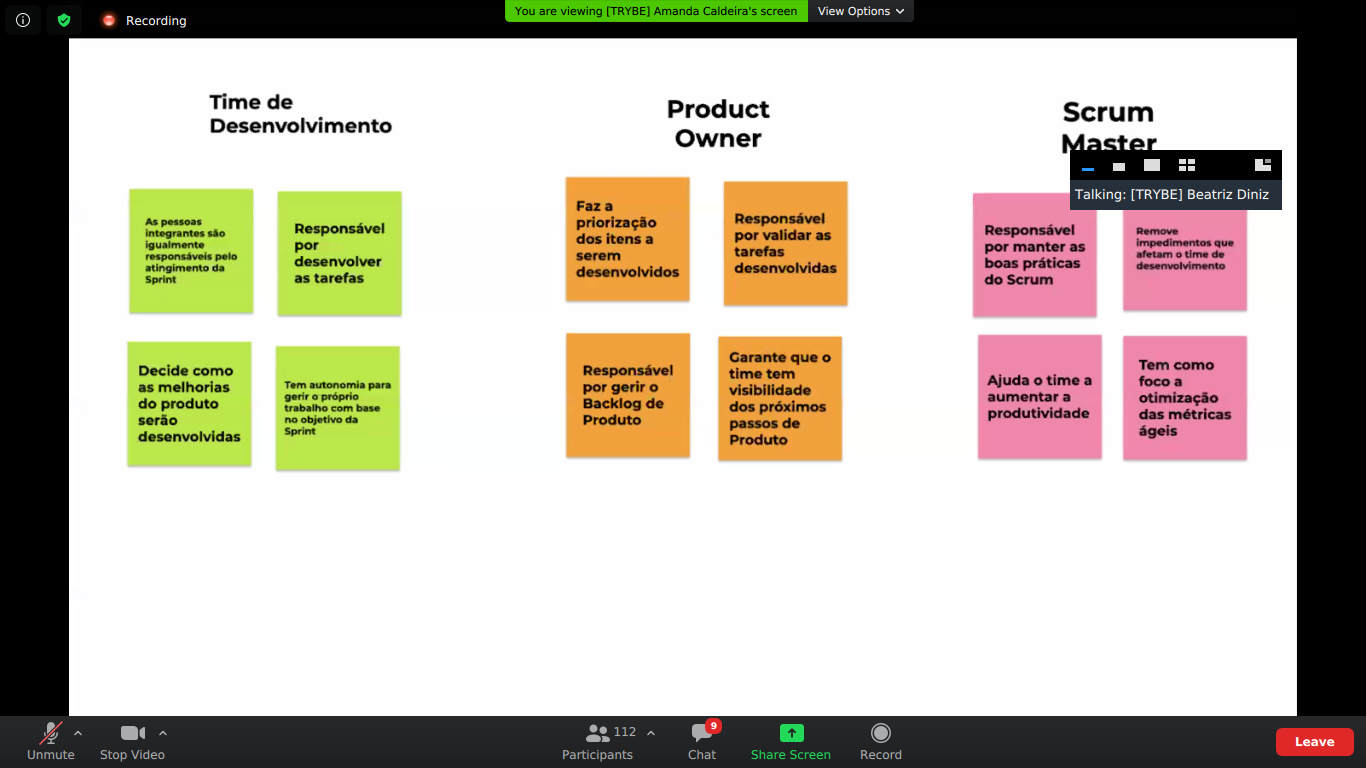 Recording
You are viewing [TRYBE] Amanda Caldeira's screen
View Options
Time de
Desenvolvimento
As pessoas
integrantes são
igualmente
responsáveis pelo
atingimento da
Sprint
Responsável
por
desenvolver
as tarefas
Decide como
as melhorias
do produto
serão
desenvolvidas
Tem autonomia para
gerir o próprio
trabalho com base
no objetivo da
Sprint
Product
Owner
Faz a
priorização
dos itens a
serem
desenvolvidos
Responsável
por validar as
tarefas
desenvolvidas
Responsável
por gerir o
Backlog de
Produto
Garante que o
time tem
visibilidade
dos próximos
passos de
Produto
Scrum
Master
Talking: [TRYBE] Beatriz Diniz
Responsável
por manter as
boas práticas
do Scrum
Remove
impedimentos que
afetam o time de
desenvolvimento
Ajuda o time a
aumentar a
produtividade
Tem como
foco a
otimização
das métricas
ágeis
Unmute
Stop Video
112
Participants
9
Chat
Share Screen
Record
Leave